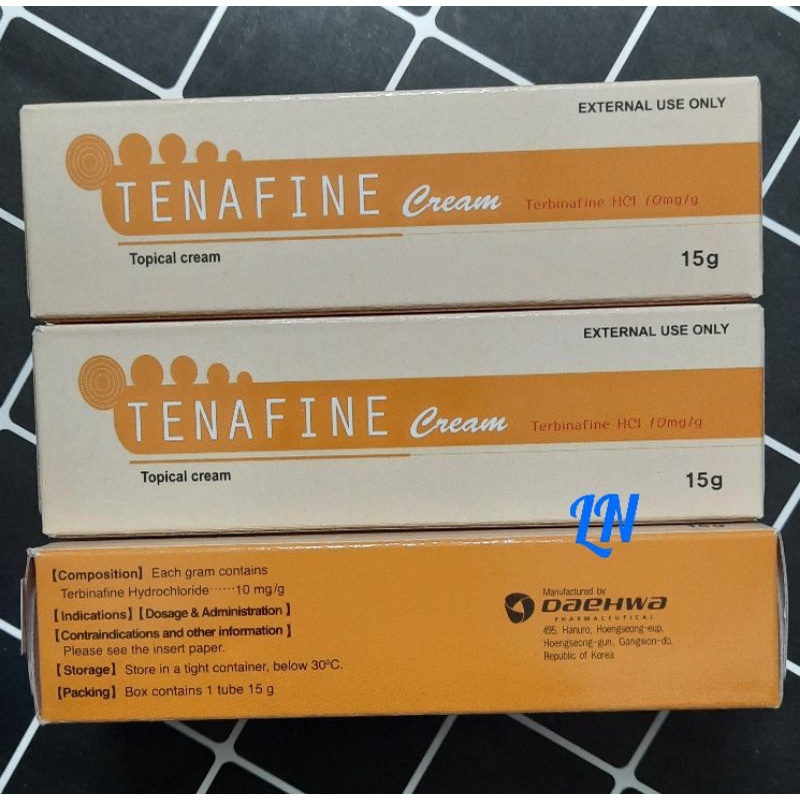 EXTERNAL USE ONLY
TENAFINE Cream Terbinafine HCl 10mg/g
Topical cream
15g
EXTERNAL USE ONLY
TENAFINE Cream Terbinafine HCl 10mg/g
Topical cream
15g
LN
【Composition】 Each gram contains
Terbinafine Hydrochloride······10 mg/g
【Indications】【Dosage & Administration】
【Contraindications and other information】
Please see the insert paper.
【Storage】 Store in a tight container, below 30ºC.
【Packing】 Box contains 1 tube 15 g
Manufactured by
DAEHWA
PHARMACEUTICAL
495, Hanuro, Hoengseong-eup,
Hoengseong-gun, Gangwon-do,
Republic of Korea